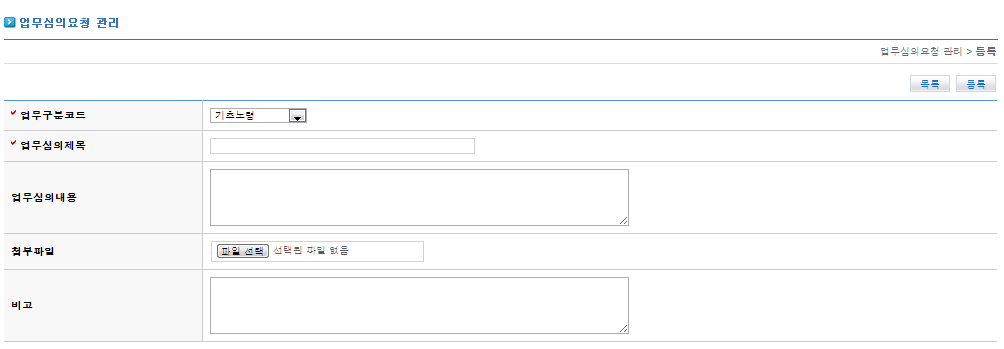 업무심의요청 관리
업무심의요청 관리 > 등록
목록 등록
업무구분코드 기초노령
업무심의제목
업무심의내용
첨부파일 파일 선택 선택된 파일 없음
비고